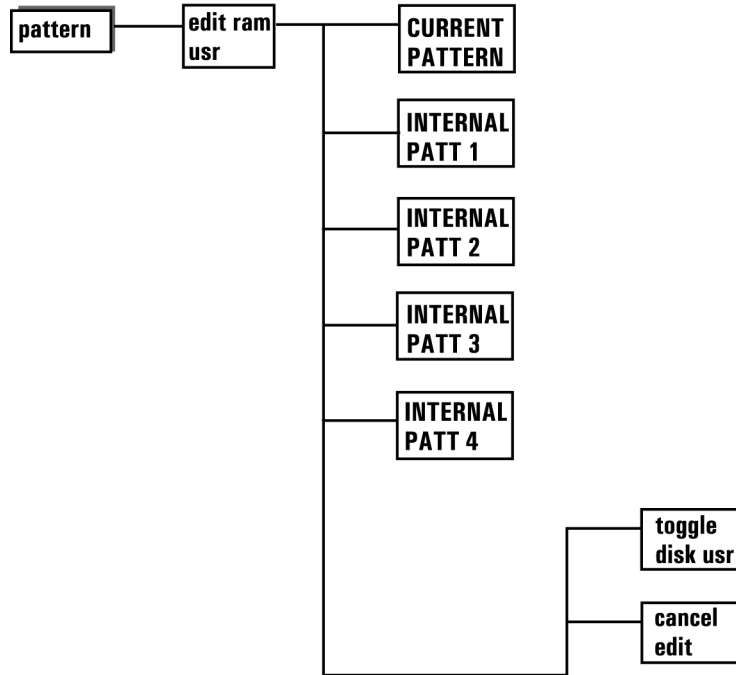 pattern
edit ram
usr
CURRENT
PATTERN
INTERNAL
PATT 1
INTERNAL
PATT 2
INTERNAL
PATT 3
INTERNAL
PATT 4
toggle
disk usr
cancel
edit